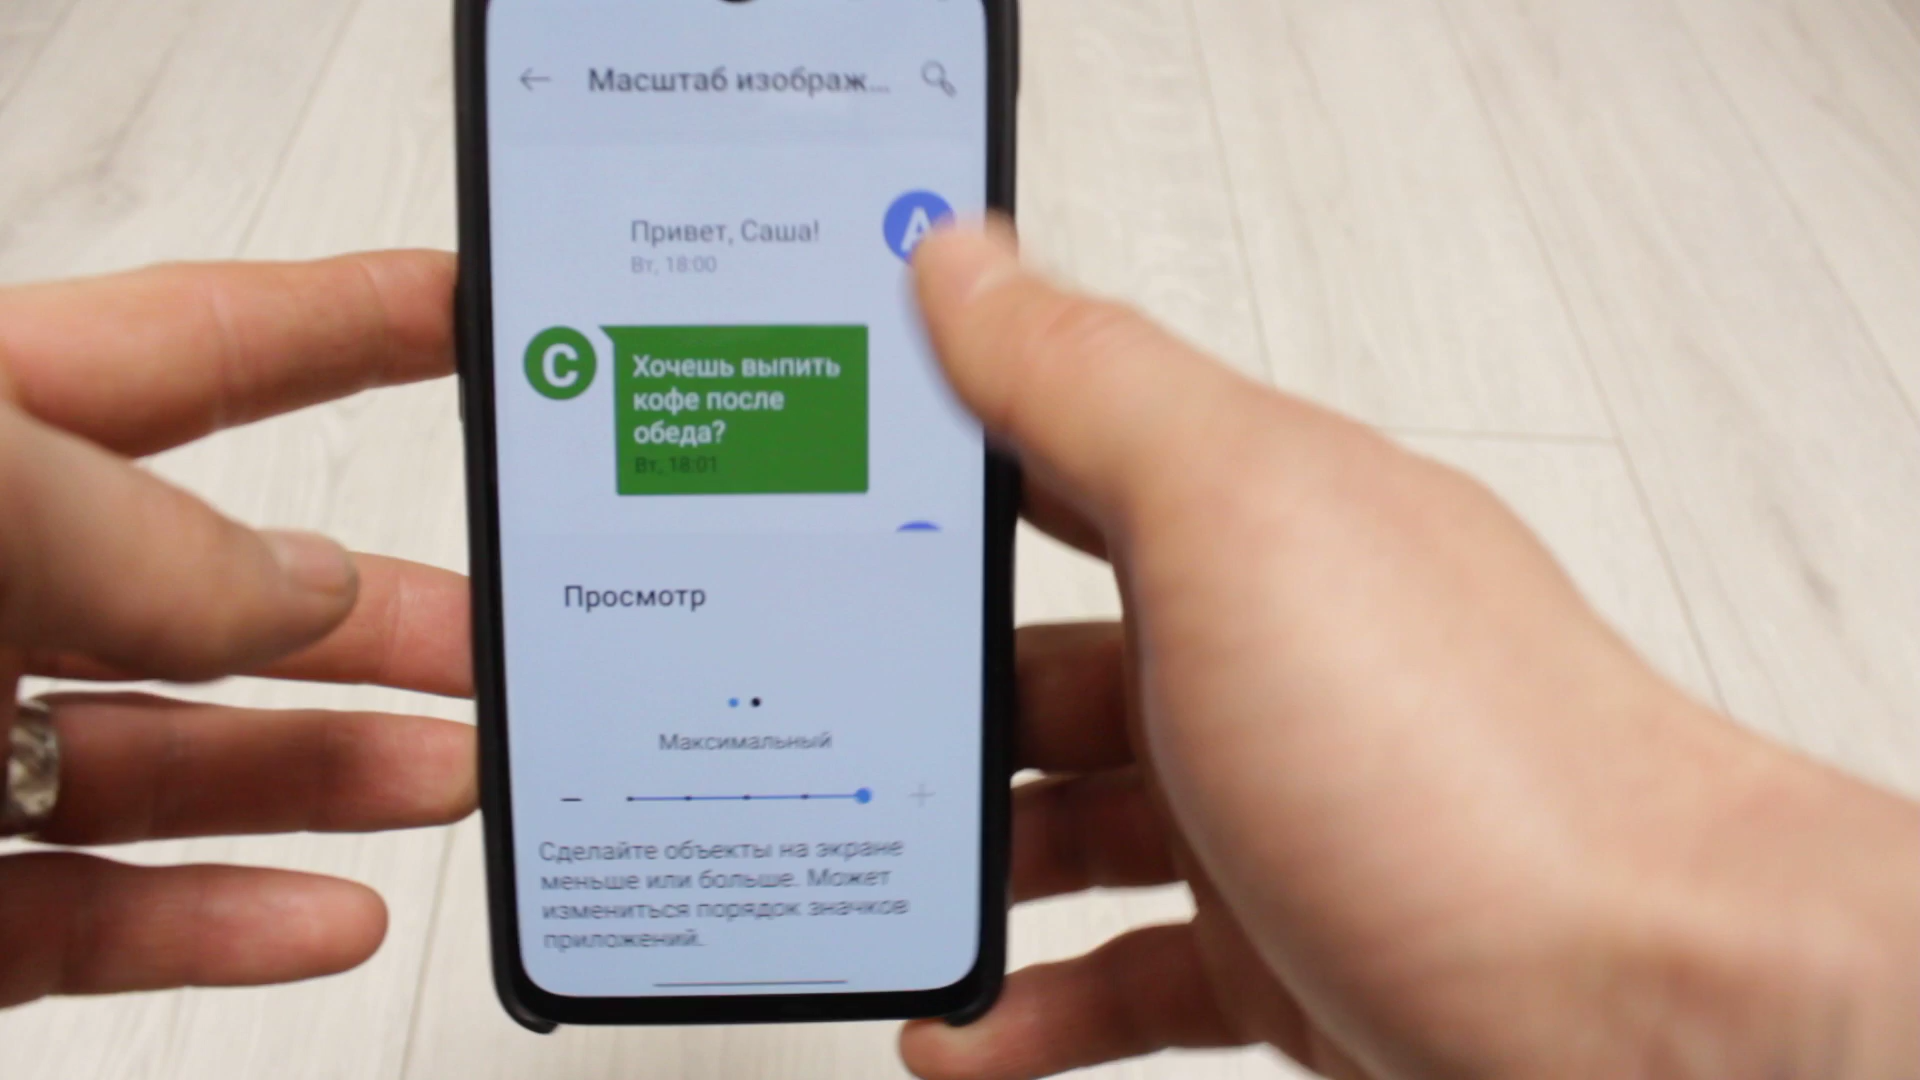 Масштаб изображ...
Привет, Саша!
Вт, 18:00
А
С
Хочешь выпить
кофе после
обеда?
Вт, 18:01
Просмотр
Максимальный
Сделайте объекты на экране
меньше или больше. Может
измениться порядок значков
приложений.